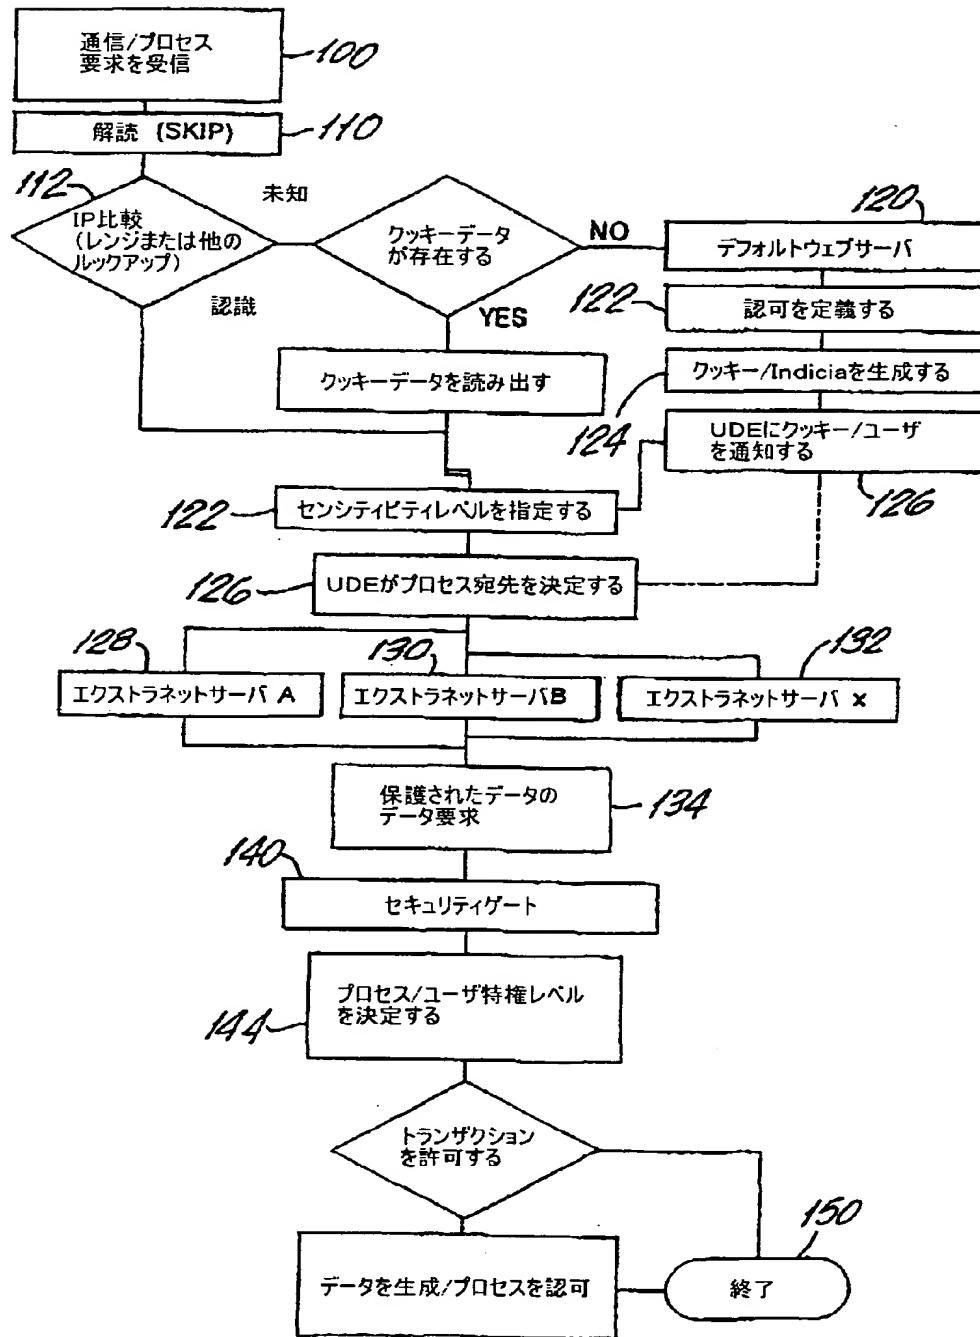 通信/プロセス
要求を受信
100
解読 (SKIP)
110
112
IP比較
(レンジまたは他の
ルックアップ)
未知
認識
クッキーデータ
が存在する
NO
YES
120
デフォルトウェブサーバ
122
認可を定義する
クッキー/Indiciaを生成する
124
クッキーデータを読み出す
UDEにクッキー/ユーザ
を通知する
126
122
センシティビティレベルを指定する
126
UDEがプロセス宛先を決定する
128
エクストラネットサーバ A
130
エクストラネットサーバB
132
エクストラネットサーバ x
保護されたデータの
データ要求
134
140
セキュリティゲート
プロセス/ユーザ特権レベル
を決定する
144
トランザクション
を許可する
150
データを生成/プロセスを認可
終了